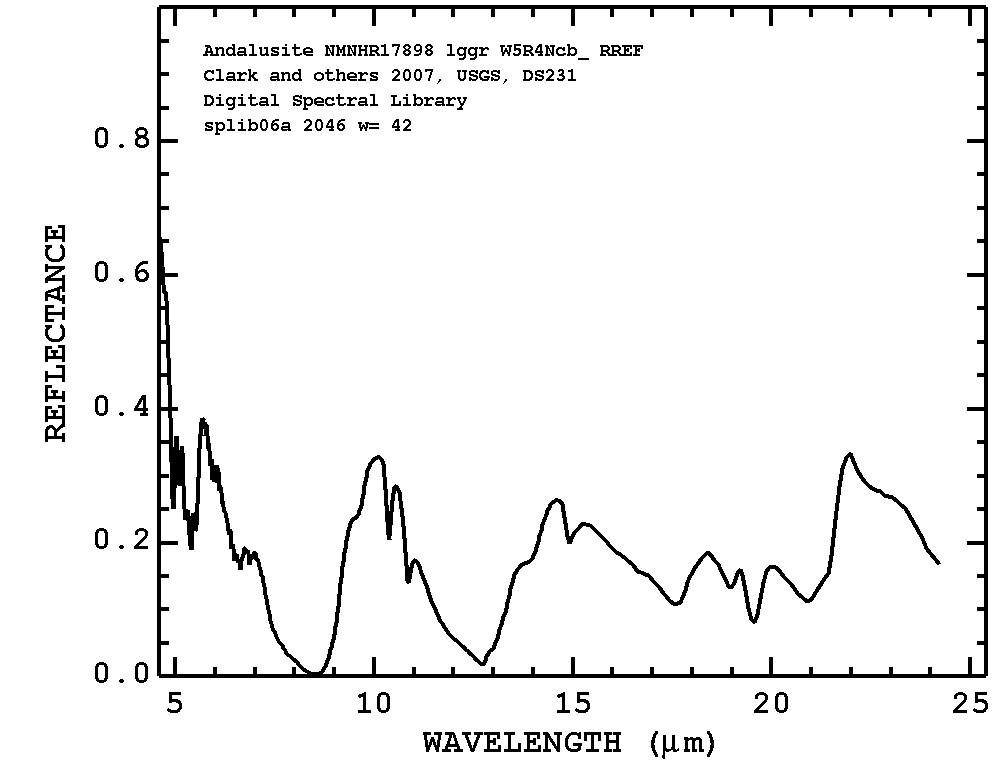 Andalusite NMNHR17898 lggr W5R4Ncb_ RREF
Clark and others 2007, USGS, DS231
Digital Spectral Library
splib06a 2046 w= 42
0.8
0.6
0.4
0.2
0.0
REFLECTANCE
5 10 15 20 25
WAVELENGTH (μm)